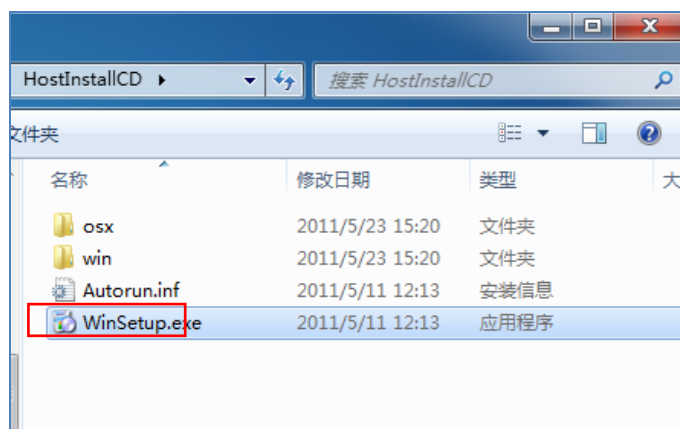 HostInstallCD
搜索 HostInstallCD
文件夹
名称 修改日期 类型 大
osx 2011/5/23 15:20 文件夹
win 2011/5/23 15:20 文件夹
Autorun.inf 2011/5/11 12:13 安装信息
WinSetup.exe 2011/5/11 12:13 应用程序